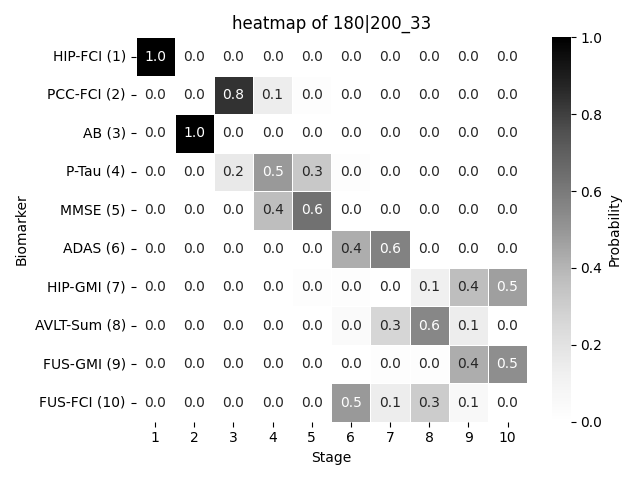 heatmap of 180|200_33
HIP-FCI (1) 1.0 0.0 0.0 0.0 0.0 0.0 0.0 0.0 0.0 0.0
PCC-FCI (2) 0.0 0.0 0.8 0.1 0.0 0.0 0.0 0.0 0.0 0.0
AB (3) 0.0 1.0 0.0 0.0 0.0 0.0 0.0 0.0 0.0 0.0
P-Tau (4) 0.0 0.0 0.2 0.5 0.3 0.0 0.0 0.0 0.0 0.0
MMSE (5) 0.0 0.0 0.0 0.4 0.6 0.0 0.0 0.0 0.0 0.0
ADAS (6) 0.0 0.0 0.0 0.0 0.0 0.4 0.6 0.0 0.0 0.0
HIP-GMI (7) 0.0 0.0 0.0 0.0 0.0 0.0 0.0 0.1 0.4 0.5
AVLT-Sum (8) 0.0 0.0 0.0 0.0 0.0 0.0 0.3 0.6 0.1 0.0
FUS-GMI (9) 0.0 0.0 0.0 0.0 0.0 0.0 0.0 0.0 0.4 0.5
FUS-FCI (10) 0.0 0.0 0.0 0.0 0.0 0.5 0.1 0.3 0.1 0.0
1 2 3 4 5 6 7 8 9 10
Stage
Biomarker
1.0
0.8
0.6
0.4
0.2
0.0
Probability